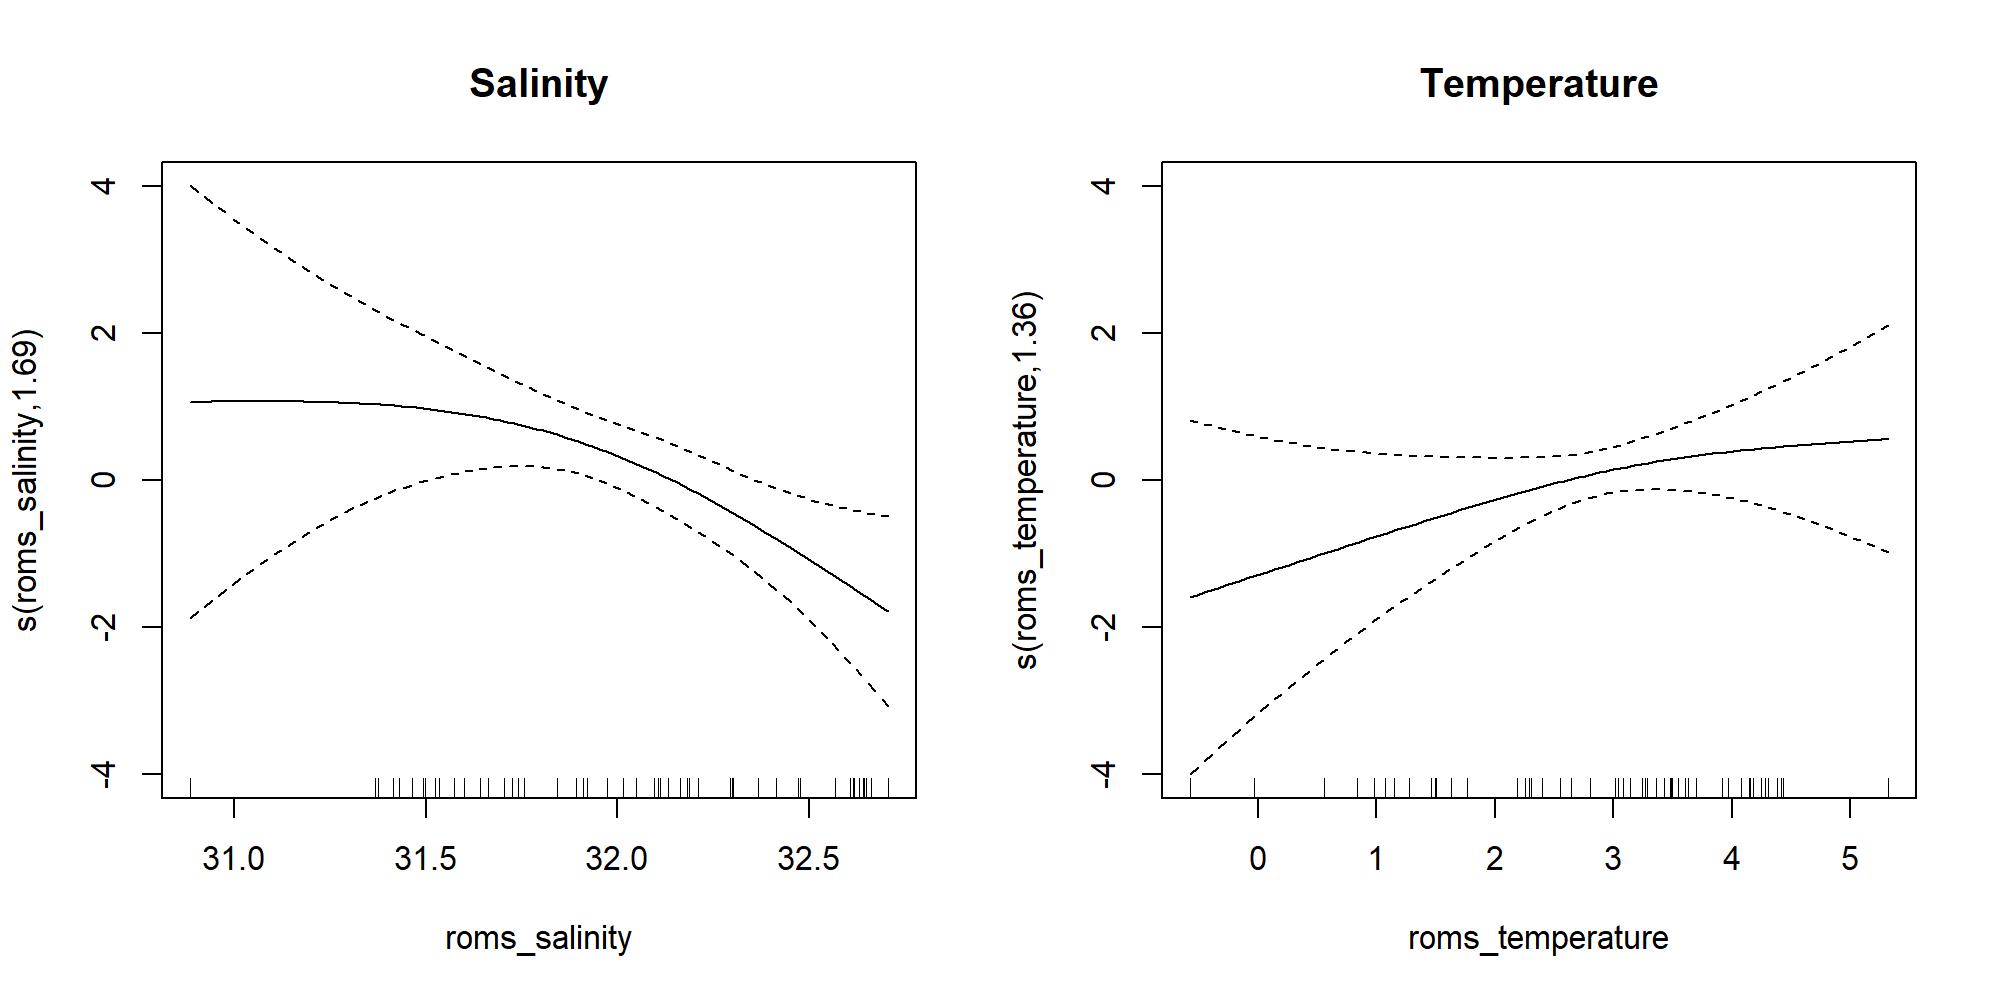 Salinity
s(roms_salinity,1.69)
4
2
0
-2
-4
31.0 31.5 32.0 32.5
roms_salinity
Temperature
s(roms_temperature,1.36)
4
2
0
-2
-4
0 1 2 3 4 5
roms_temperature